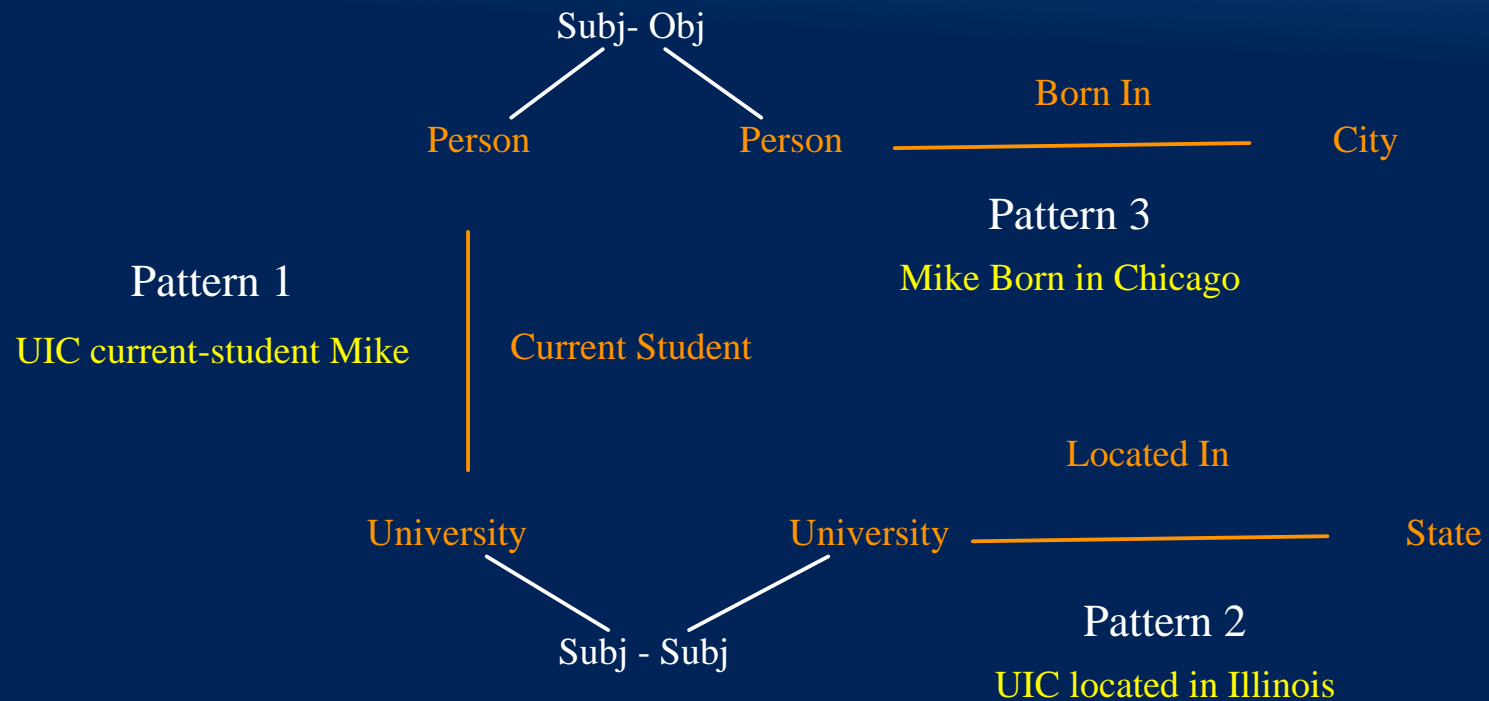 Subj- Obj
Born In
Person
Person
City
Pattern 3
Pattern 1
Mike Born in Chicago
UIC current-student Mike
Current Student
Located In
University
University
State
Pattern 2
Subj - Subj
UIC located in Illinois